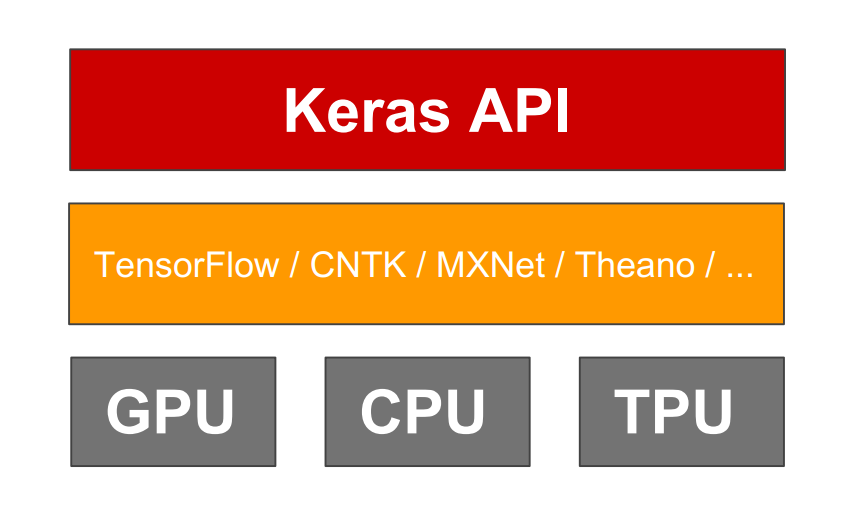 Keras API
TensorFlow / CNTK / MXNet / Theano / ...
GPU CPU TPU